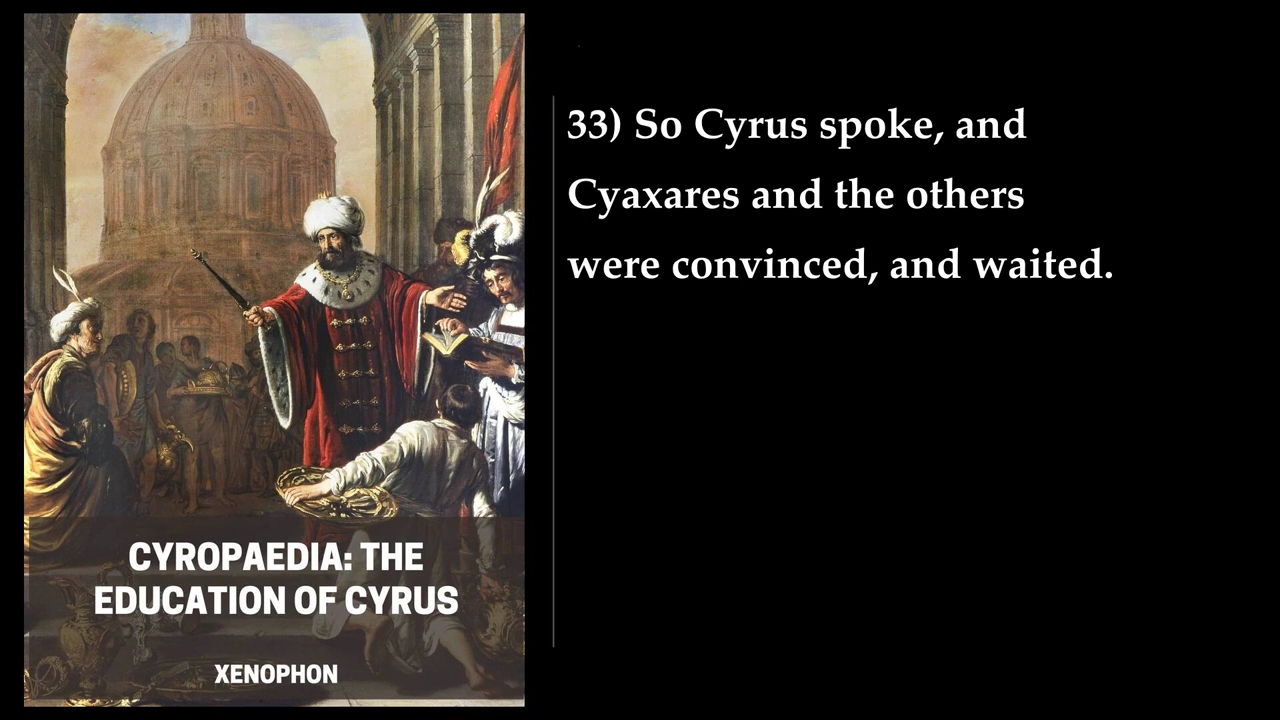 CYROPAEDIA: THE
EDUCATION OF CYRUS
XENOPHON
33) So Cyrus spoke, and
Cyaxares and the others
were convinced, and waited.